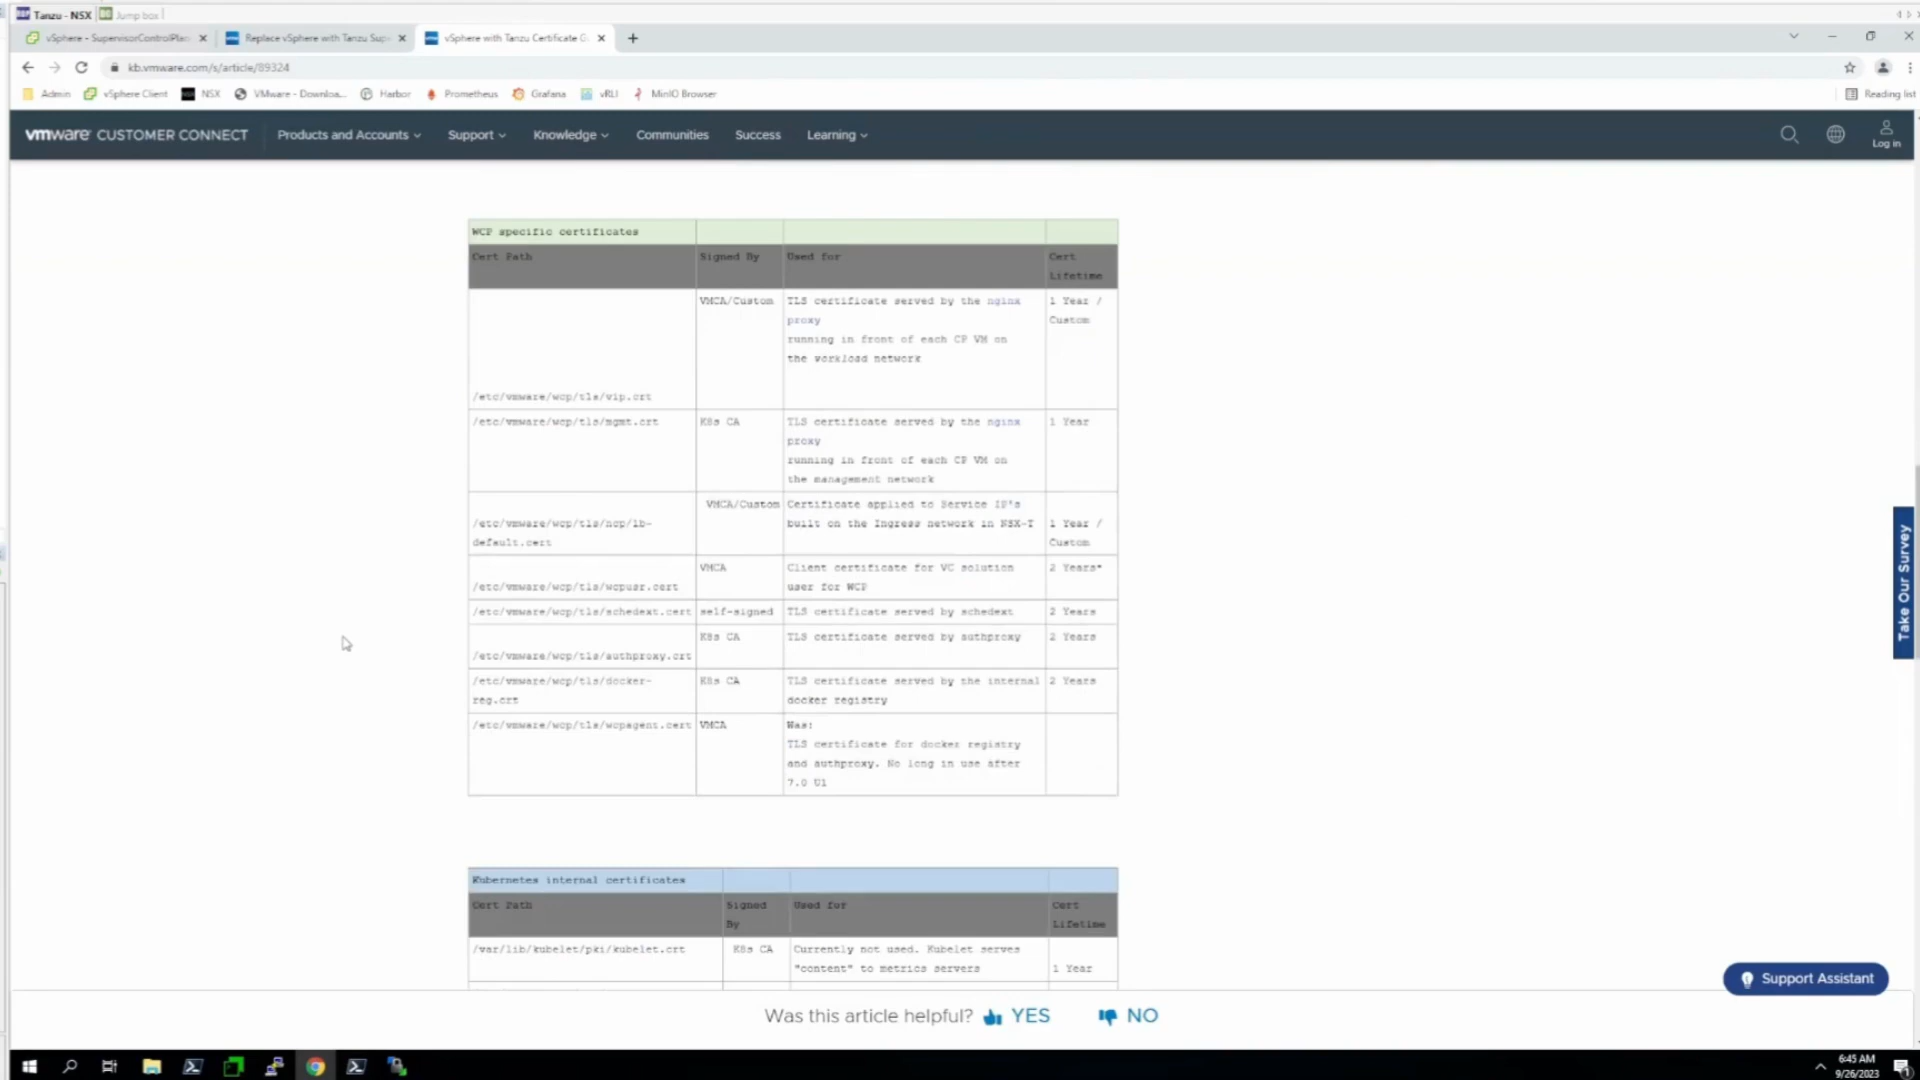 Tanzu - NSX
Jump box
vSphere - SupervisorControlPlan
Replace vSphere with Tanzu Sup
vSphere with Tanzu Certificate G
kb.vmware.com/s/article/89324
Admin
vSphere Client
NSX
VMware - Downloa...
Harbor
Prometheus
Grafana
vRLI
MinIO Browser
Reading list
vmware CUSTOMER CONNECT
Products and Accounts
Support
Knowledge
Communities
Success
Learning
Log in
WCP specific certificates
Cert Path
Signed By
Used for
Cert
Lifetime
/etc/vmware/wcp/tls/vip.crt
VMCA/Custom
TLS certificate served by the nginx
proxy
running in front of each CP VM on
the workload network
1 Year /
Custom
/etc/vmware/wcp/tls/mgmt.crt
K8s CA
TLS certificate served by the nginx
proxy
running in front of each CP VM on
the management network
1 Year
/etc/vmware/wcp/tls/ncp/lb-
default.cert
VMCA/Custom
Certificate applied to Service IP's
built on the Ingress network in NSX-T
1 Year /
Custom
/etc/vmware/wcp/tls/wcpusr.cert
VMCA
Client certificate for VC solution
user for WCP
2 Years*
/etc/vmware/wcp/tls/schedext.cert
self-signed
TLS certificate served by schedext
2 Years
/etc/vmware/wcp/tls/authproxy.crt
K8s CA
TLS certificate served by authproxy
2 Years
/etc/vmware/wcp/tls/docker-
reg.crt
K8s CA
TLS certificate served by the internal
docker registry
2 Years
/etc/vmware/wcp/tls/wcpagent.cert
VMCA
Was:
TLS certificate for docker registry
and authproxy. No long in use after
7.0 U1
Kubernetes internal certificates
Cert Path
Signed
By
Used for
Cert
Lifetime
/var/lib/kubelet/pki/kubelet.crt
K8s CA
Currently not used. Kubelet serves
"content" to metrics servers
1 Year
Take Our Survey
Support Assistant
Was this article helpful?
YES
NO
6:45 AM
9/26/2023